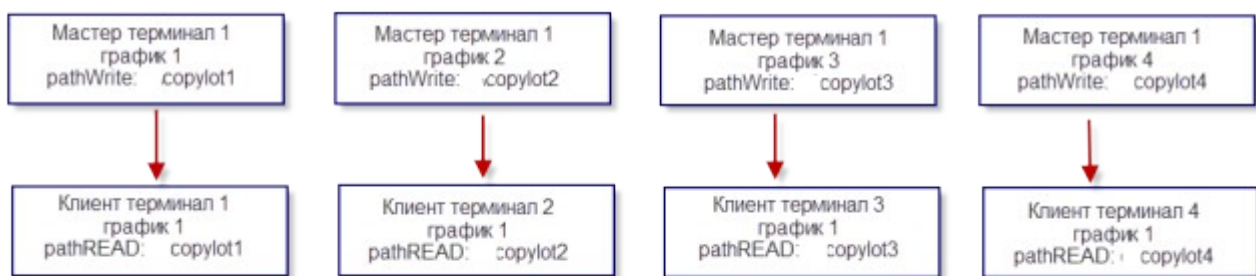 Мастер терминал 1
график 1
pathWrite: copylot1
Мастер терминал 1
график 2
pathWrite: copylot2
Мастер терминал 1
график 3
pathWrite: copylot3
Мастер терминал 1
график 4
pathWrite: copylot4
Клиент терминал 1
график 1
pathREAD: copylot1
Клиент терминал 2
график 1
pathREAD: copylot2
Клиент терминал 3
график 1
pathREAD: copylot3
Клиент терминал 4
график 1
pathREAD: copylot4